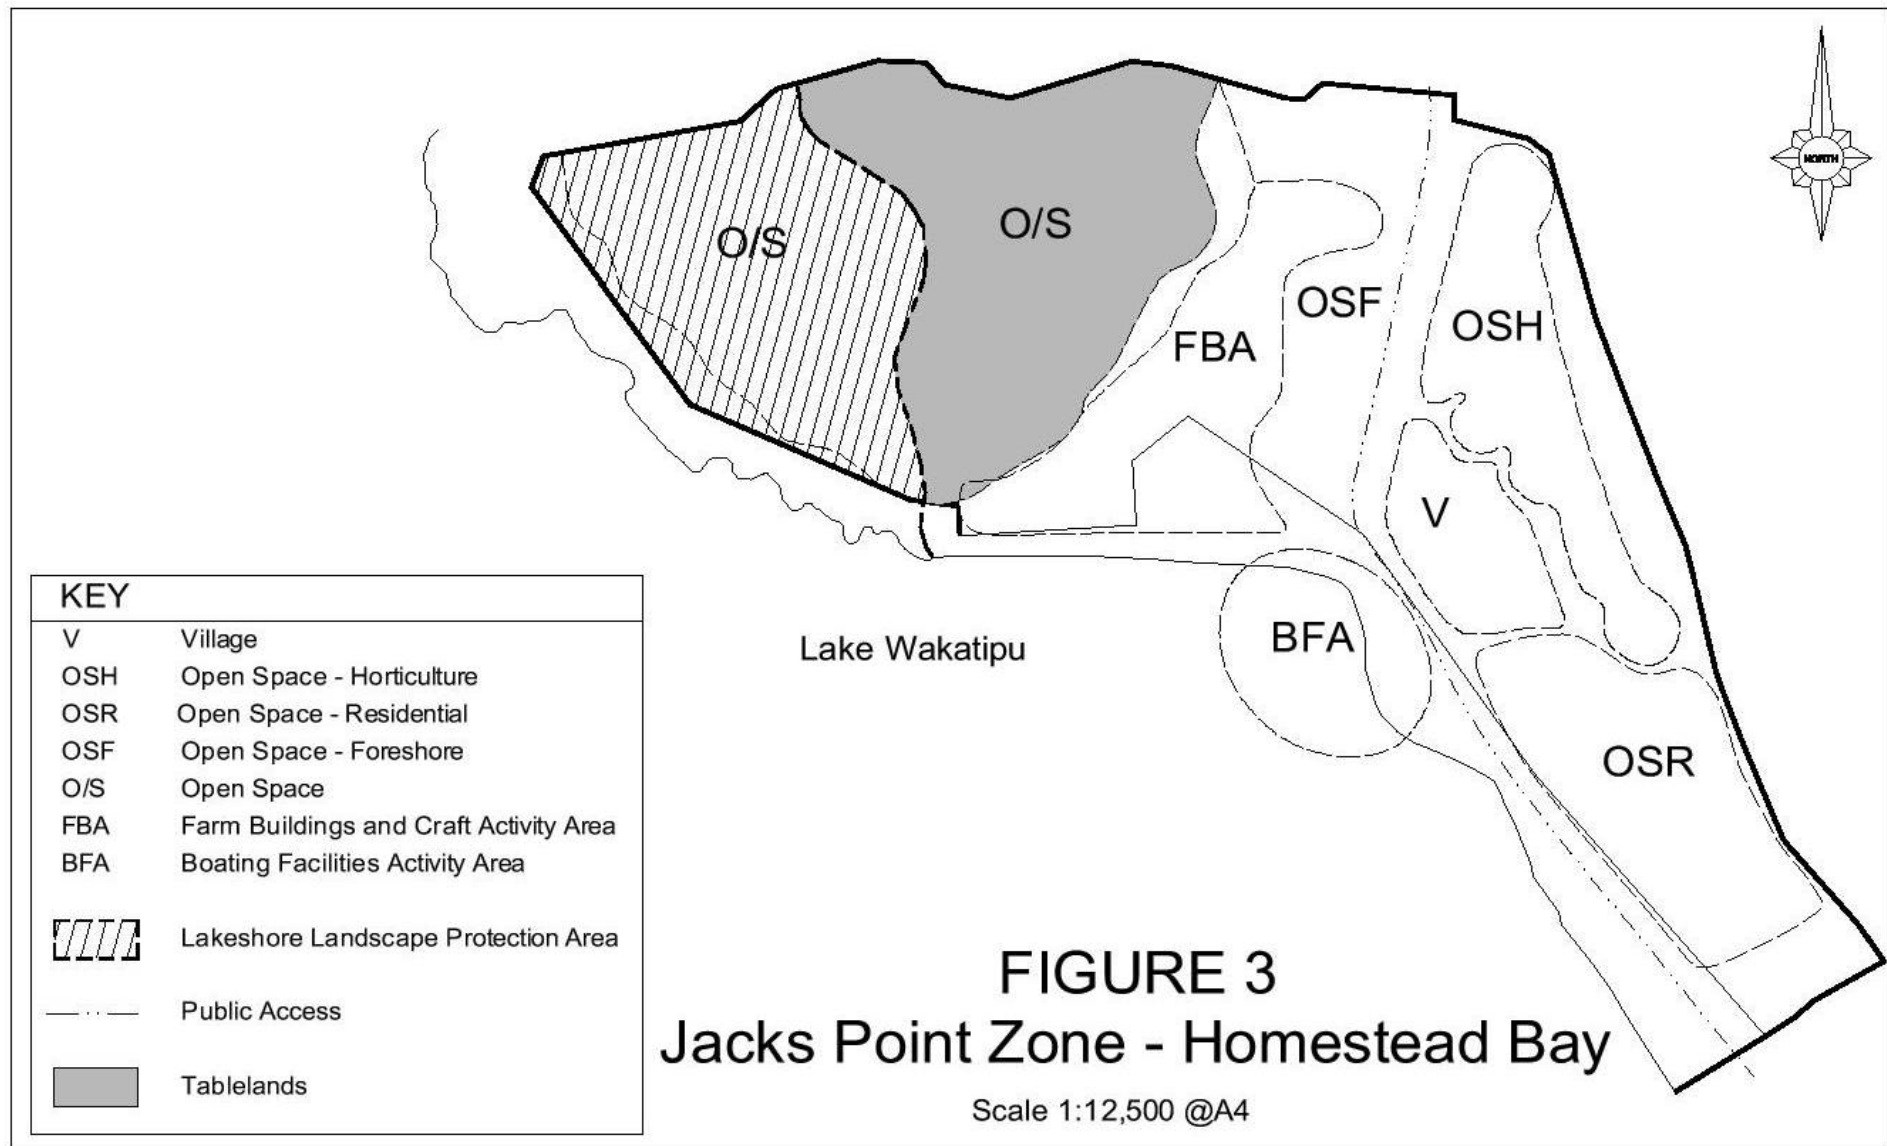 NORTH
O/S
O/S
OSF
OSH
FBA
V
BFA
Lake Wakatipu
OSR
KEY
V Village
OSH Open Space - Horticulture
OSR Open Space - Residential
OSF Open Space - Foreshore
O/S Open Space
FBA Farm Buildings and Craft Activity Area
BFA Boating Facilities Activity Area
Lakeshore Landscape Protection Area
Public Access
Tablelands
FIGURE 3
Jacks Point Zone - Homestead Bay
Scale 1:12,500 @A4